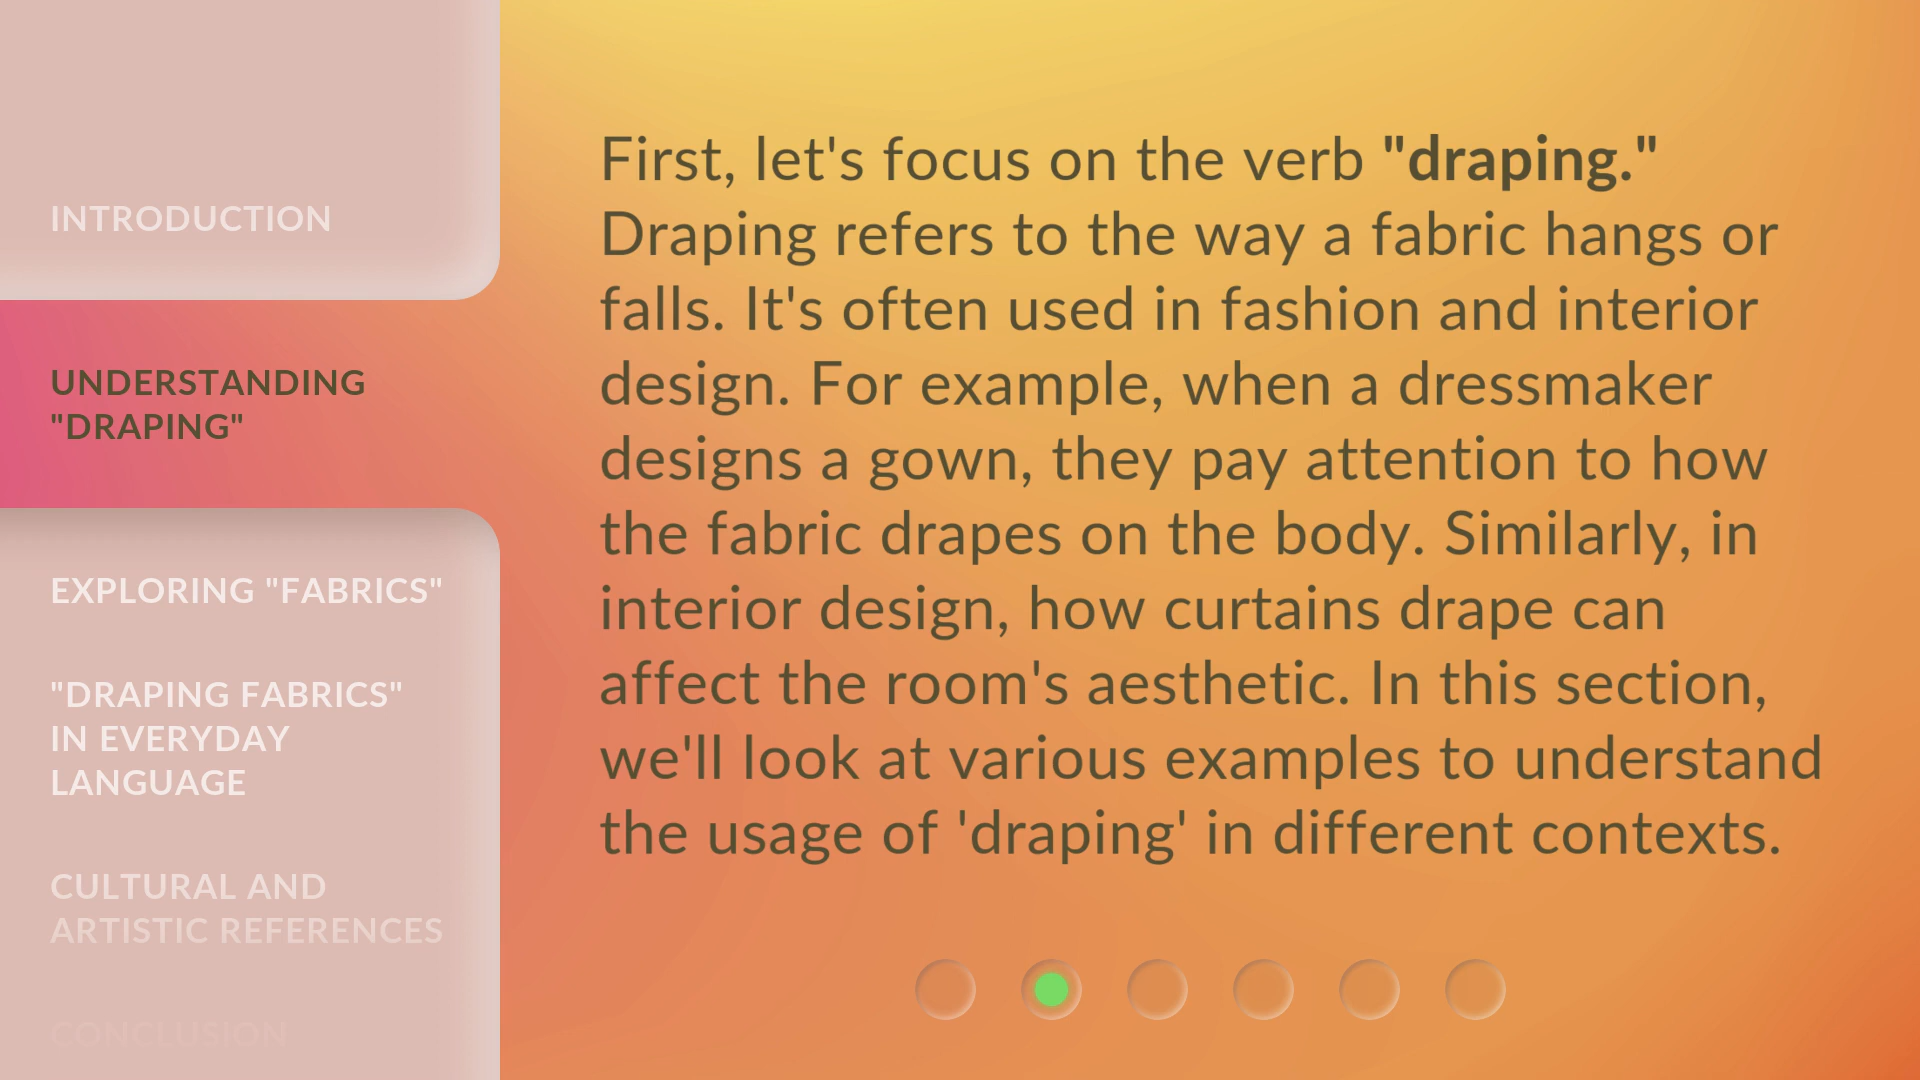 INTRODUCTION
UNDERSTANDING
"DRAPING"
EXPLORING "FABRICS"
"DRAPING FABRICS"
IN EVERYDAY
LANGUAGE
CULTURAL AND
ARTISTIC REFERENCES
CONCLUSION
First, let's focus on the verb "draping."
Draping refers to the way a fabric hangs or
falls. It's often used in fashion and interior
design. For example, when a dressmaker
designs a gown, they pay attention to how
the fabric drapes on the body. Similarly, in
interior design, how curtains drape can
affect the room's aesthetic. In this section,
we'll look at various examples to understand
the usage of 'draping' in different contexts.